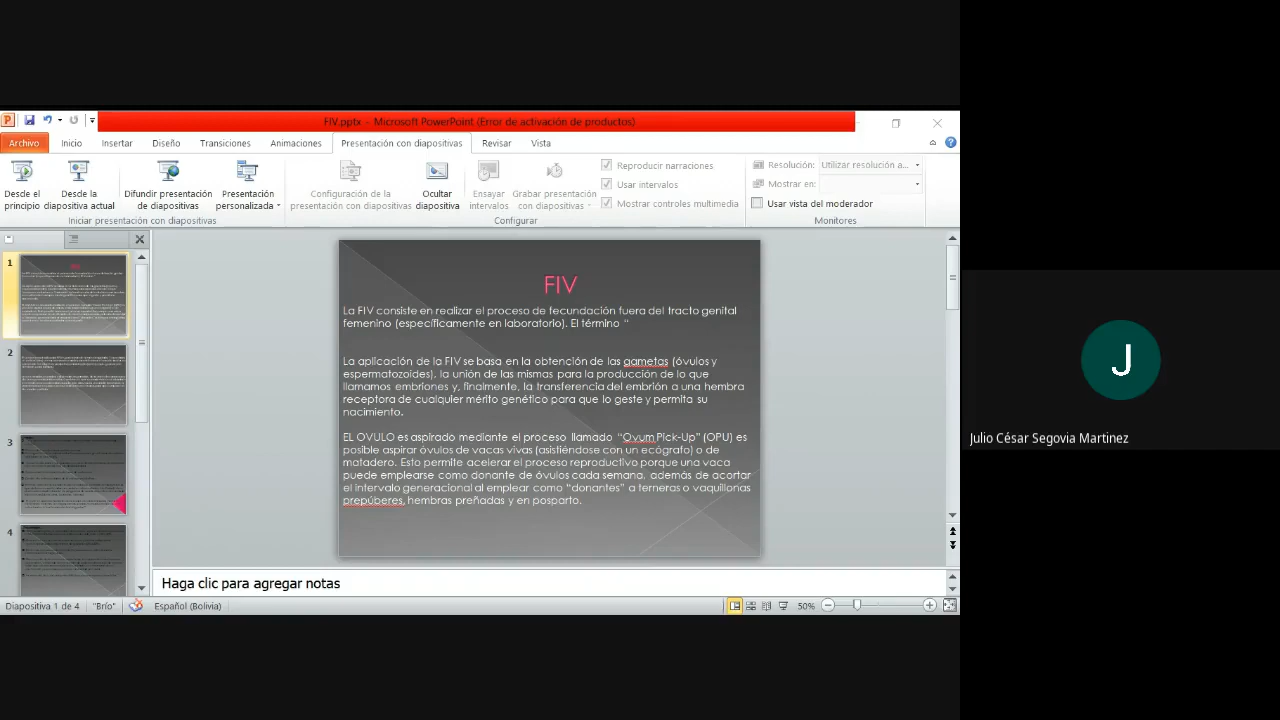 FIV.pptx - Microsoft PowerPoint (Error de activación de productos)
Archivo Inicio Insertar Diseño Transiciones Animaciones Presentación con diapositivas Revisar Vista
Desde el principio
Desde la diapositiva actual
Difundir presentación de diapositivas
Presentación personalizada
Iniciar presentación con diapositivas
Configuración de la presentación con diapositivas
Ocultar diapositiva
Ensayar intervalos
Grabar presentación con diapositivas
Reproducir narraciones
Usar intervalos
Mostrar controles multimedia
Configurar
Resolución: Utilizar resolución a...
Mostrar en:
Usar vista del moderador
Monitores
1
2
3
4
FIV
La FIV consiste en realizar el proceso de fecundación fuera del tracto genital
femenino (específicamente en laboratorio). El término “
La aplicación de la FIV se basa en la obtención de las gametas (óvulos y
espermatozoides), la unión de las mismas para la producción de lo que
llamamos embriones y, finalmente, la transferencia del embrión a una hembra
receptora de cualquier mérito genético para que lo geste y permita su
nacimiento.
EL OVULO es aspirado mediante el proceso llamado “Ovum Pick-Up” (OPU) es
posible aspirar óvulos de vacas vivas (asistiéndose con un ecógrafo) o de
matadero. Esto permite acelerar el proceso reproductivo porque una vaca
puede emplearse como donante de óvulos cada semana, además de acortar
el intervalo generacional al emplear como “donantes” a terneras o vaquillonas
prepúberes, hembras preñadas y en posparto.
Haga clic para agregar notas
Diapositiva 1 de 4 "Brío" Español (Bolivia) 50%
J
Julio César Segovia Martinez